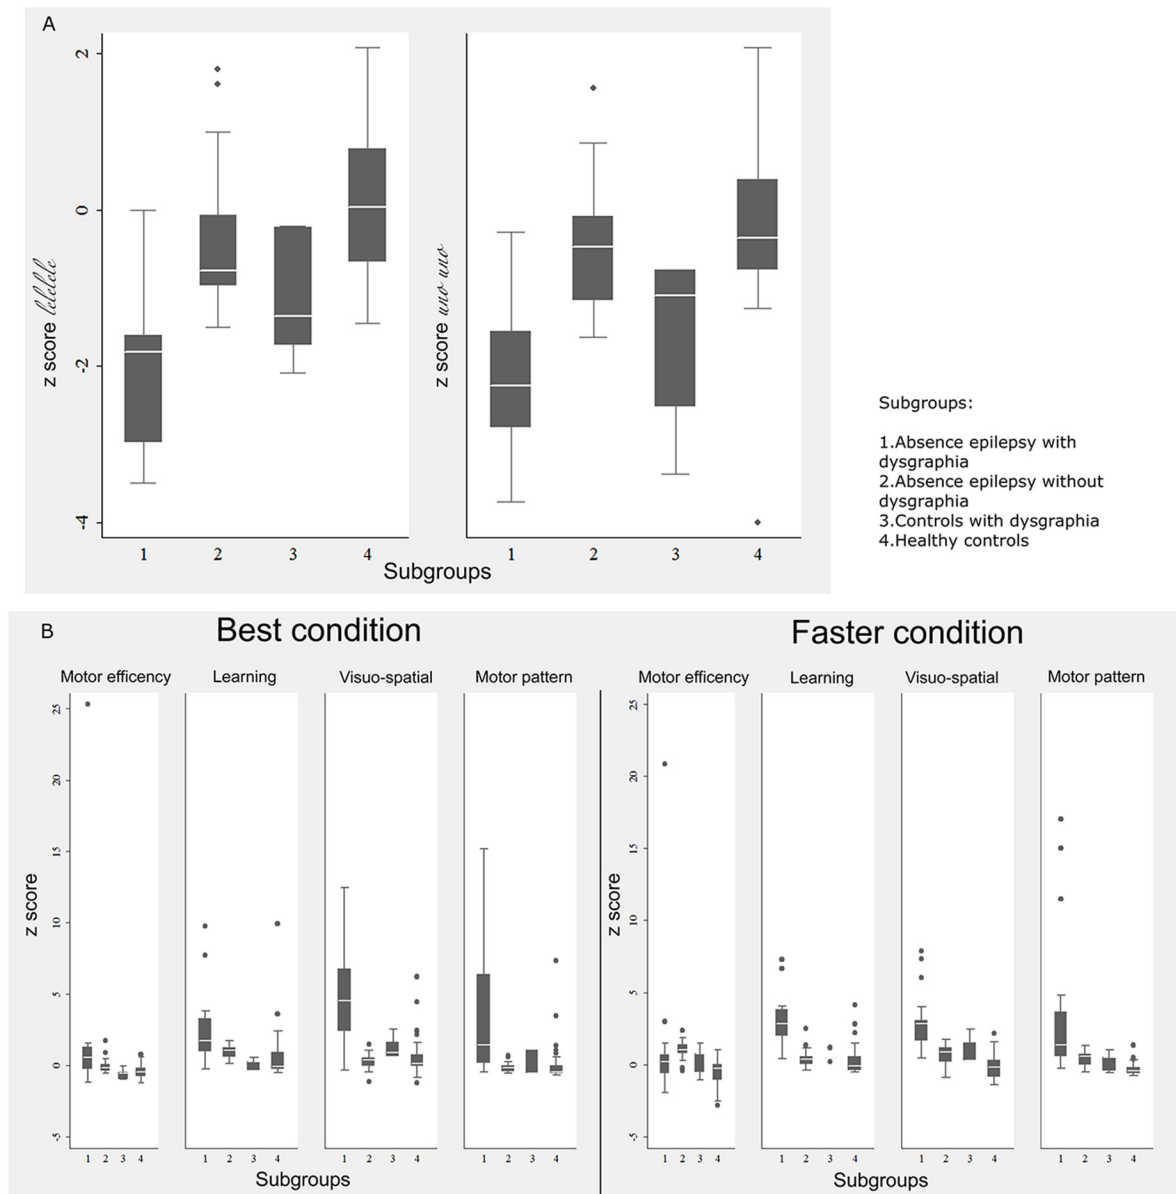 A
2
0
-2
-4
z score lelelele
1 2 3 4
z score uno uno
1 2 3 4
Subgroups
Subgroups:
1.Absence epilepsy with
dysgraphia
2.Absence epilepsy without
dysgraphia
3.Controls with dysgraphia
4.Healthy controls
B
Best condition
Motor efficency Learning Visuo-spatial Motor pattern
25
20
15
10
5
0
-5
z score
1 2 3 4 1 2 3 4 1 2 3 4 1 2 3 4
Subgroups
Faster condition
Motor efficency Learning Visuo-spatial Motor pattern
25
20
15
10
5
0
-5
z score
1 2 3 4 1 2 3 4 1 2 3 4 1 2 3 4
Subgroups